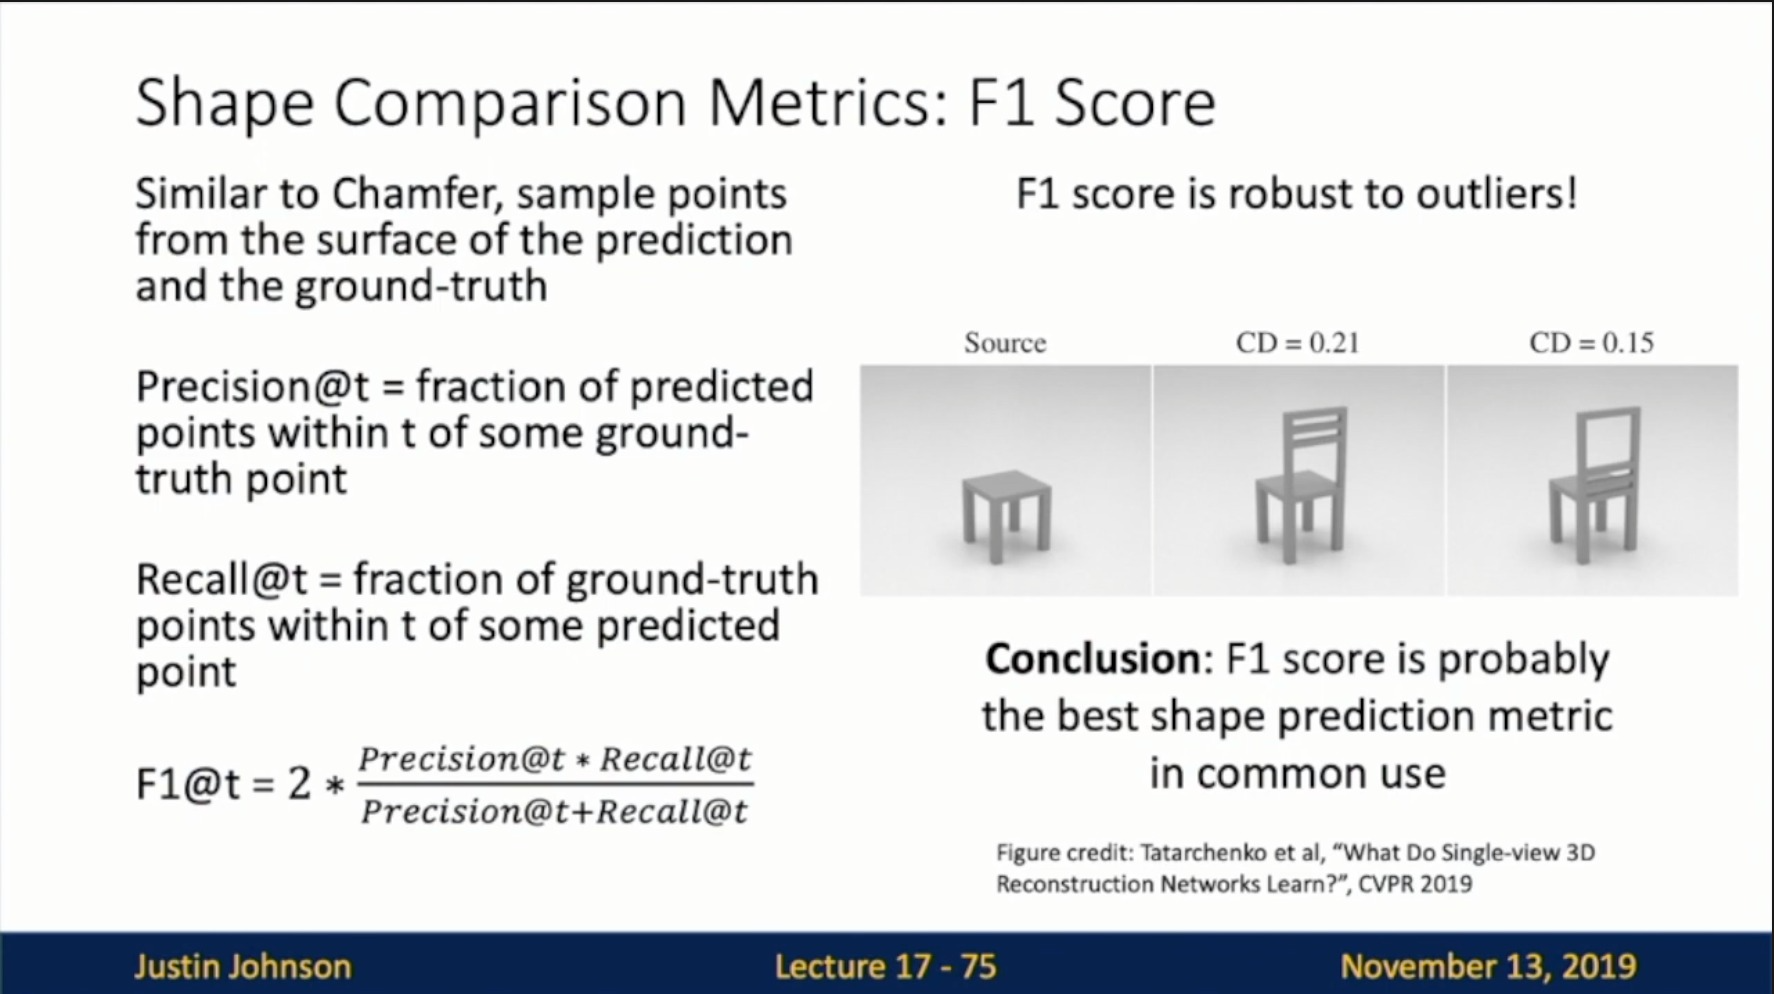 Shape Comparison Metrics: F1 Score
Similar to Chamfer, sample points
from the surface of the prediction
and the ground-truth
Precision@t = fraction of predicted
points within t of some ground-
truth point
Recall@t = fraction of ground-truth
points within t of some predicted
point
F1@t = 2 * Precision@t * Recall@t
Precision@t+Recall@t
F1 score is robust to outliers!
Source CD = 0.21 CD = 0.15
Conclusion: F1 score is probably
the best shape prediction metric
in common use
Figure credit: Tatarchenko et al, “What Do Single-view 3D
Reconstruction Networks Learn?”, CVPR 2019
Justin Johnson Lecture 17 - 75 November 13, 2019